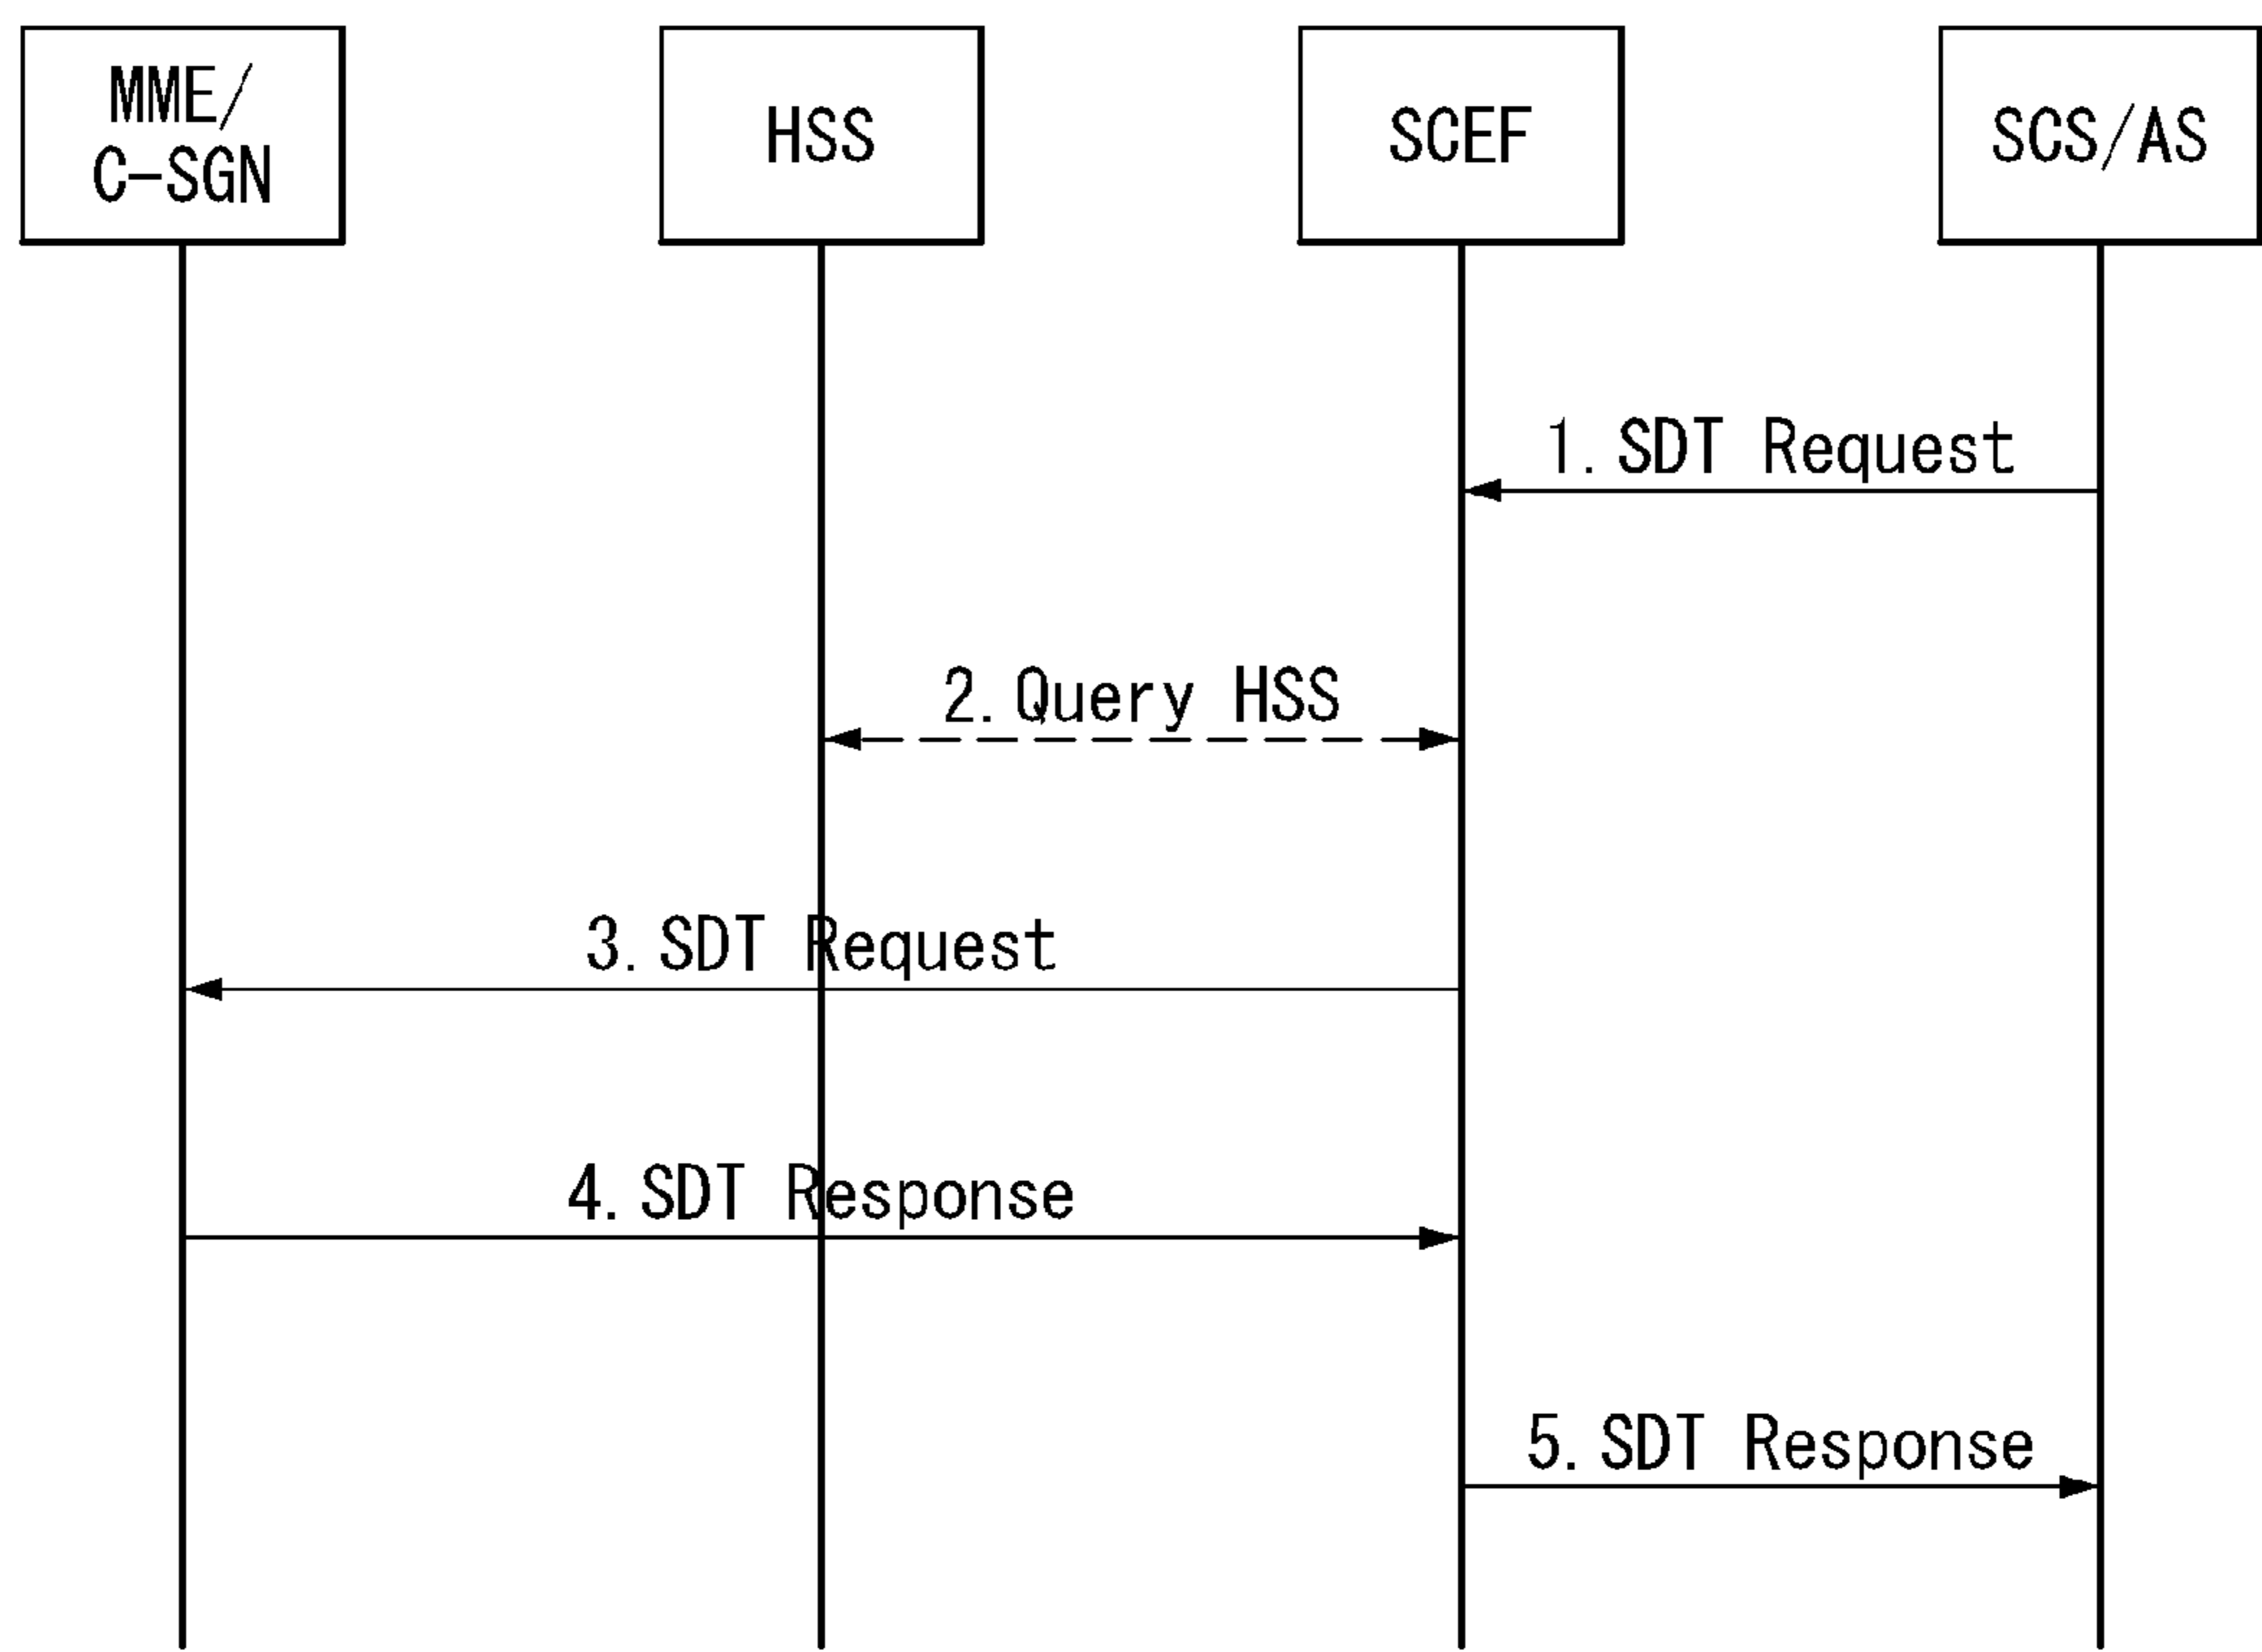 MME/
C-SGN
HSS
SCEF
SCS/AS
1. SDT Request
2. Query HSS
3. SDT Request
4. SDT Response
5. SDT Response